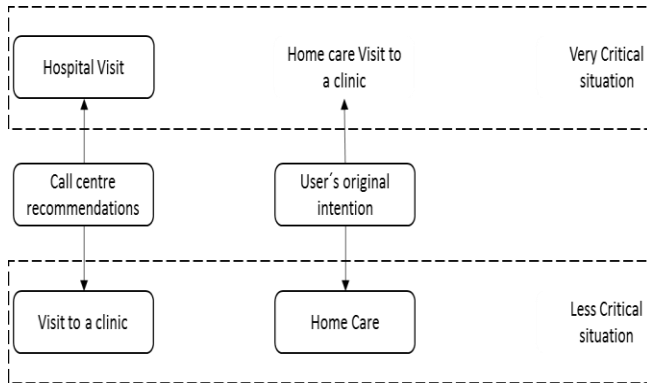 Hospital Visit
Home care Visit to
a clinic
Very Critical
situation
Call centre
recommendations
User´s original
intention
Visit to a clinic
Home Care
Less Critical
situation